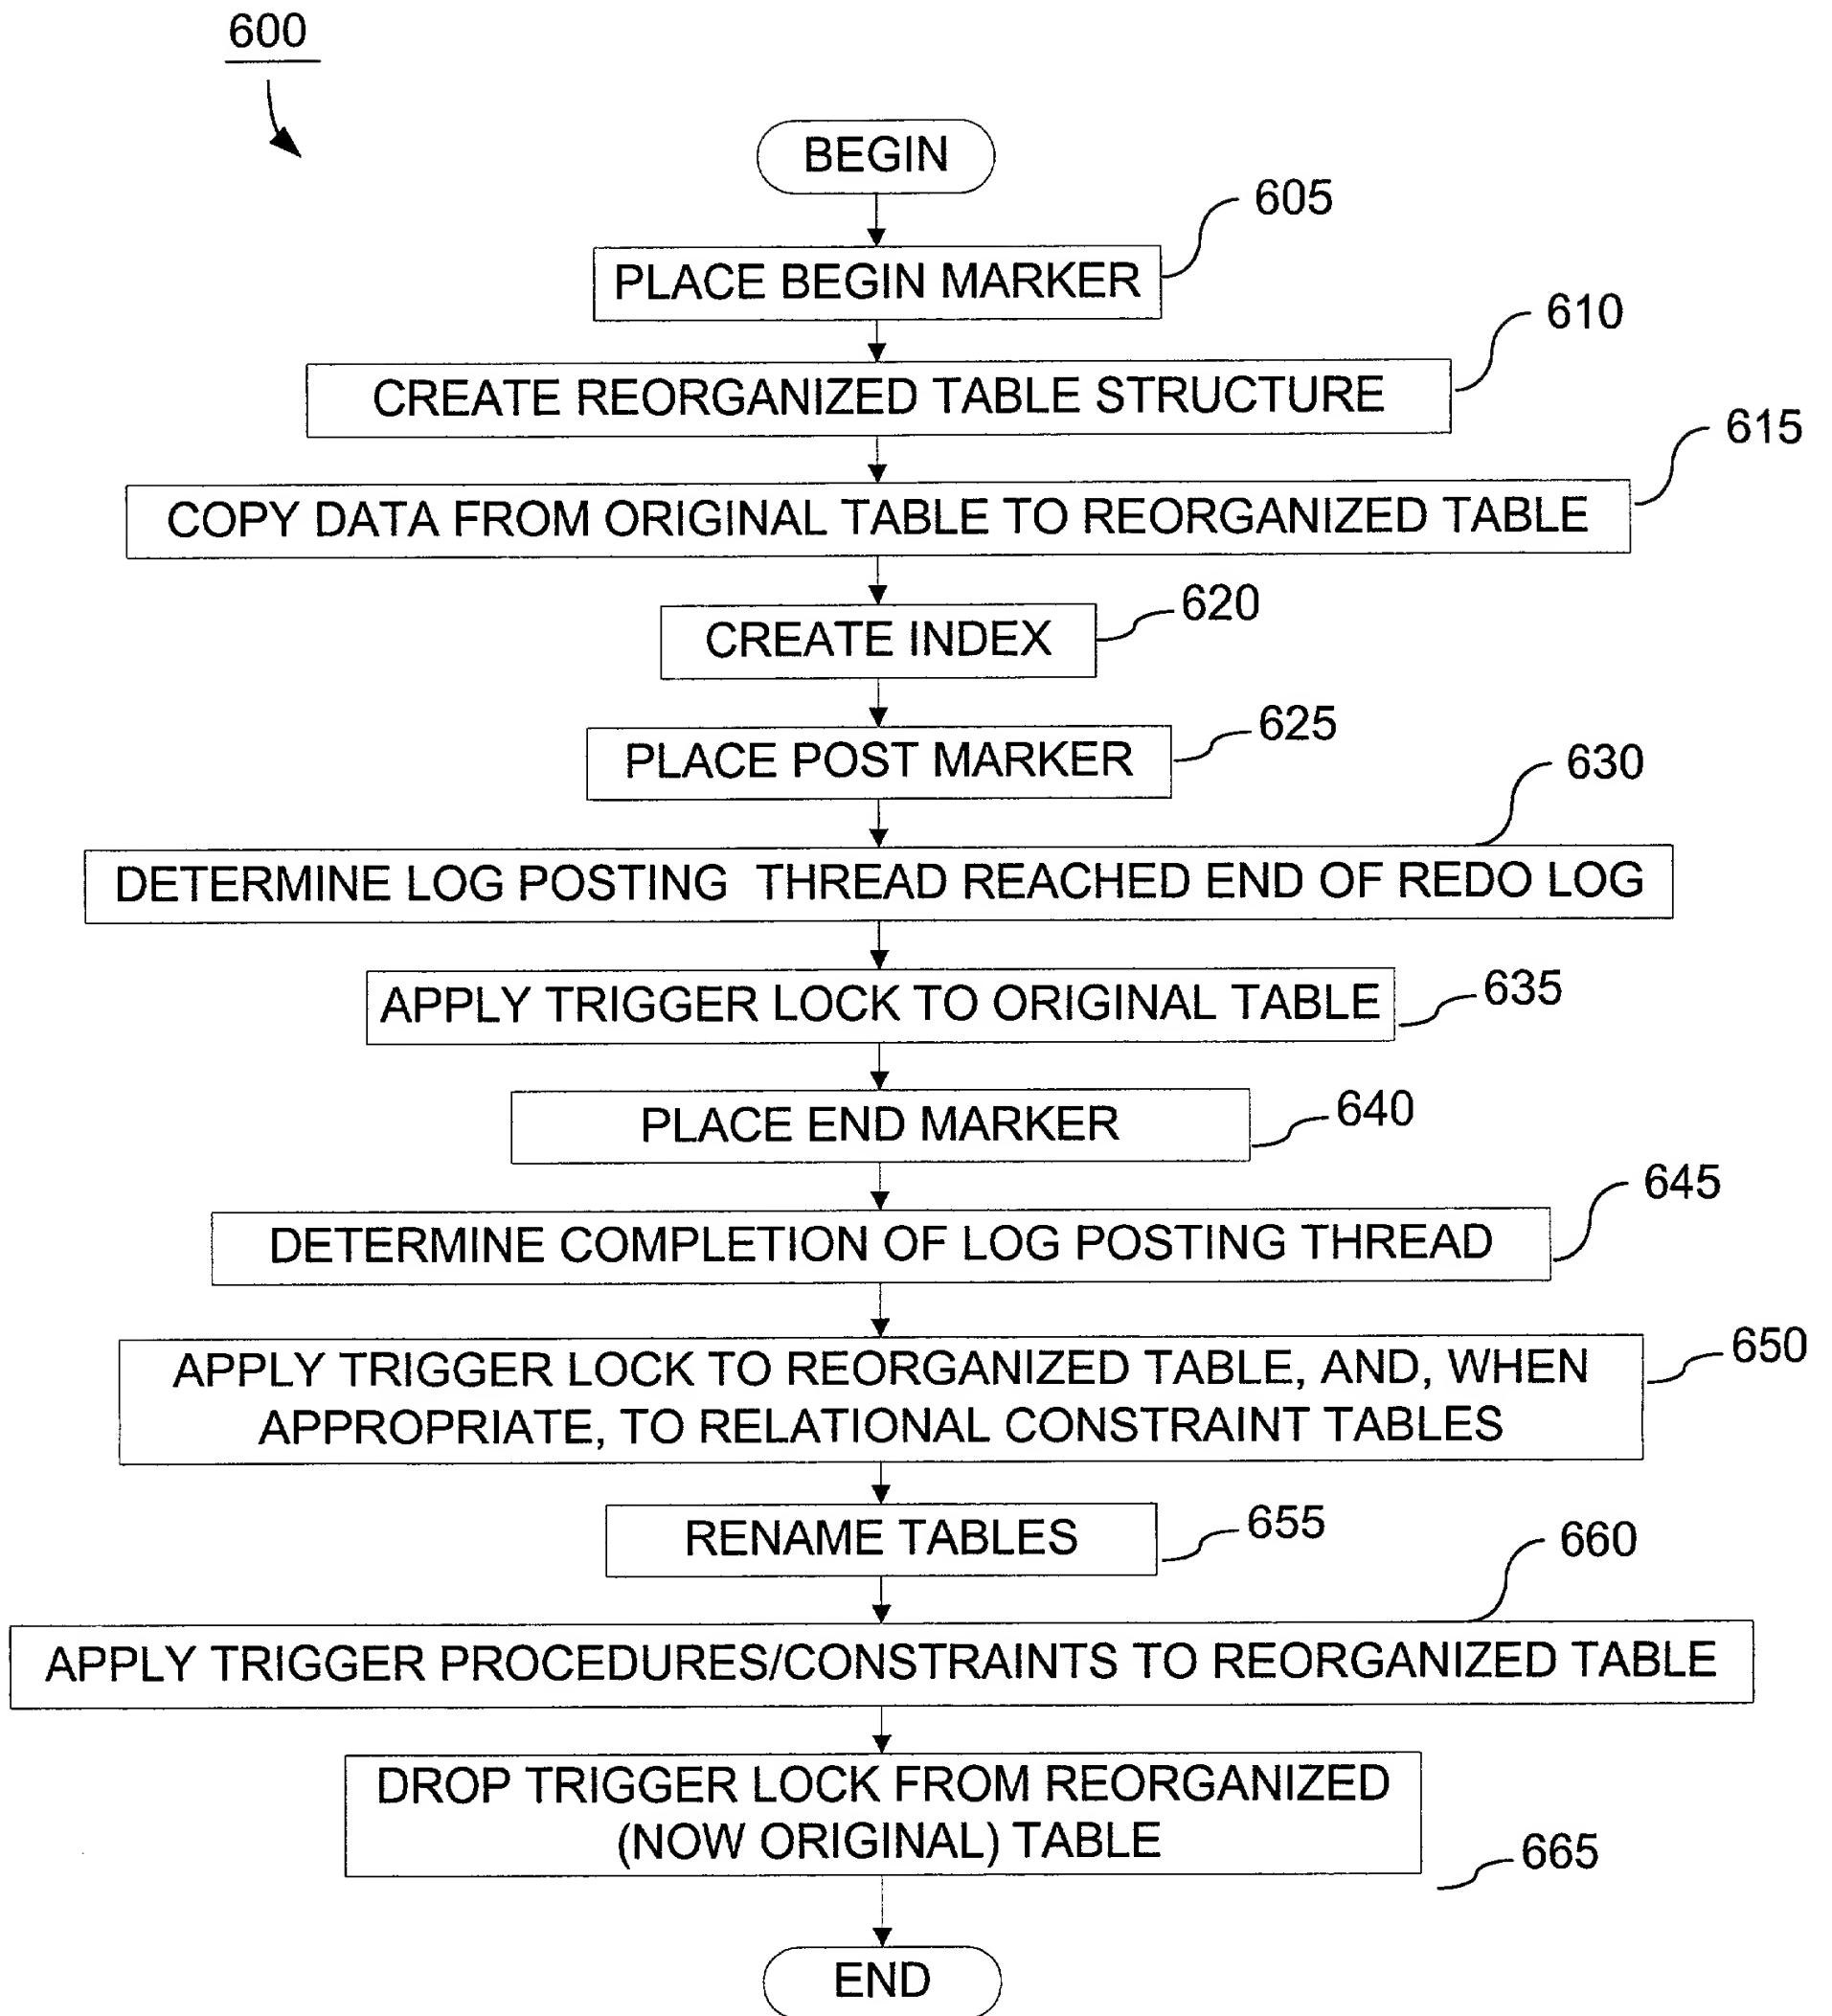 600
BEGIN
605
PLACE BEGIN MARKER
610
CREATE REORGANIZED TABLE STRUCTURE
615
COPY DATA FROM ORIGINAL TABLE TO REORGANIZED TABLE
620
CREATE INDEX
625
PLACE POST MARKER
630
DETERMINE LOG POSTING THREAD REACHED END OF REDO LOG
635
APPLY TRIGGER LOCK TO ORIGINAL TABLE
640
PLACE END MARKER
645
DETERMINE COMPLETION OF LOG POSTING THREAD
650
APPLY TRIGGER LOCK TO REORGANIZED TABLE, AND, WHEN
APPROPRIATE, TO RELATIONAL CONSTRAINT TABLES
655
RENAME TABLES
660
APPLY TRIGGER PROCEDURES/CONSTRAINTS TO REORGANIZED TABLE
DROP TRIGGER LOCK FROM REORGANIZED
(NOW ORIGINAL) TABLE
665
END